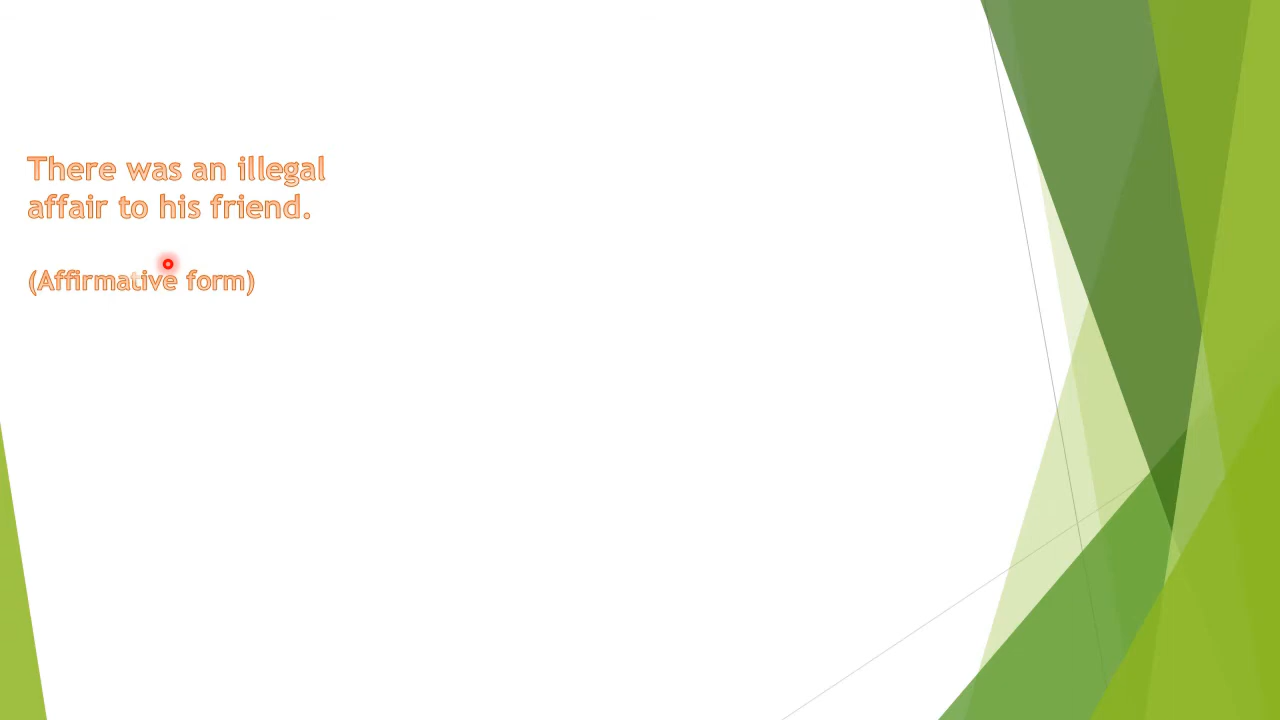 There was an illegal
affair to his friend.
(Affirmative form)